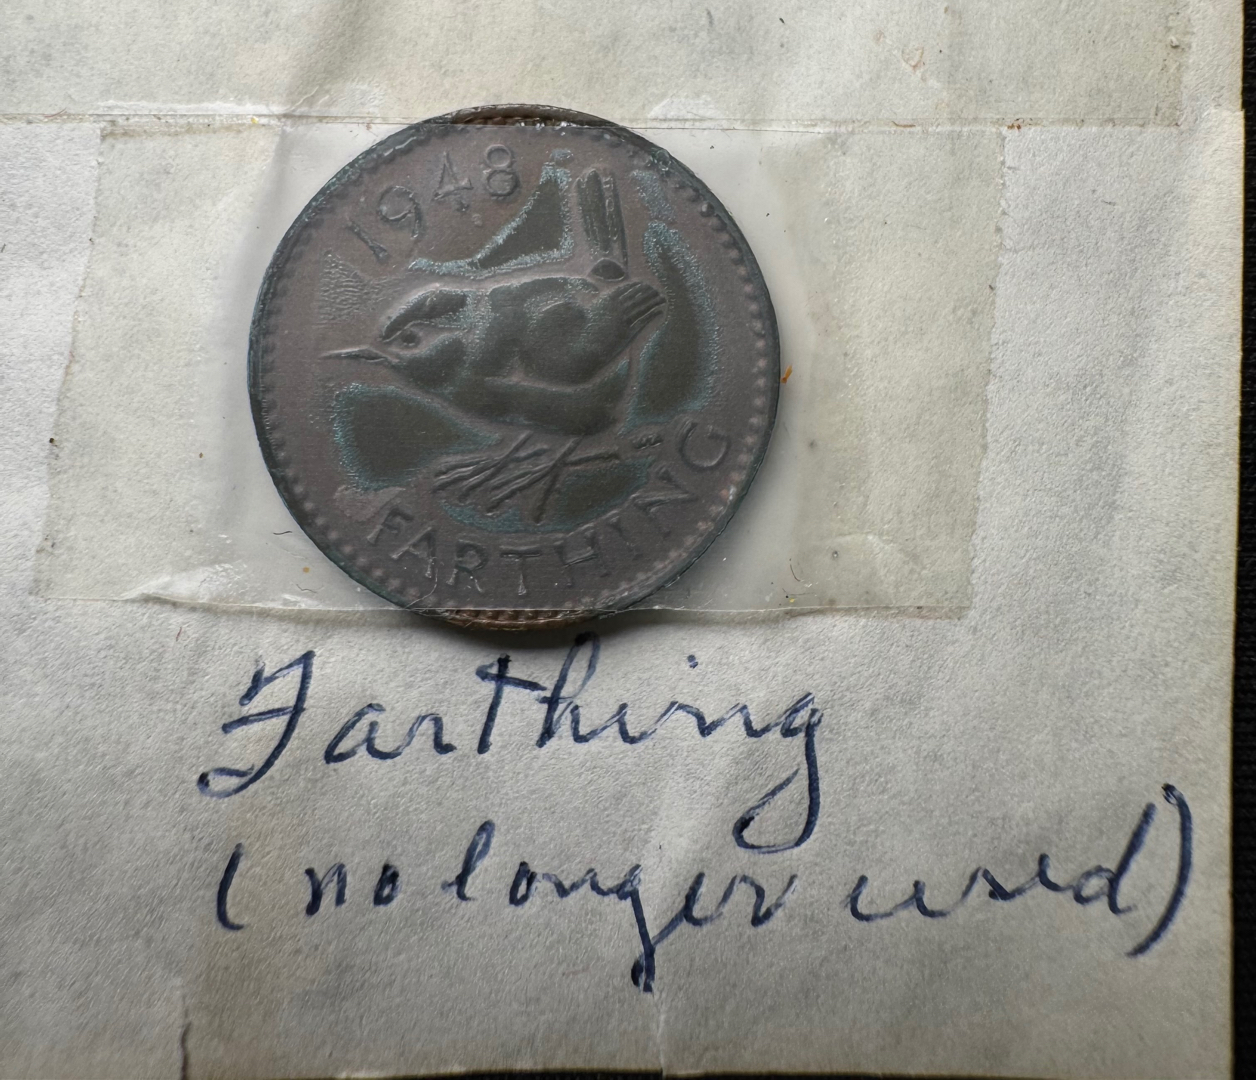 1948
FARTHING
Farthing
(no longer used)